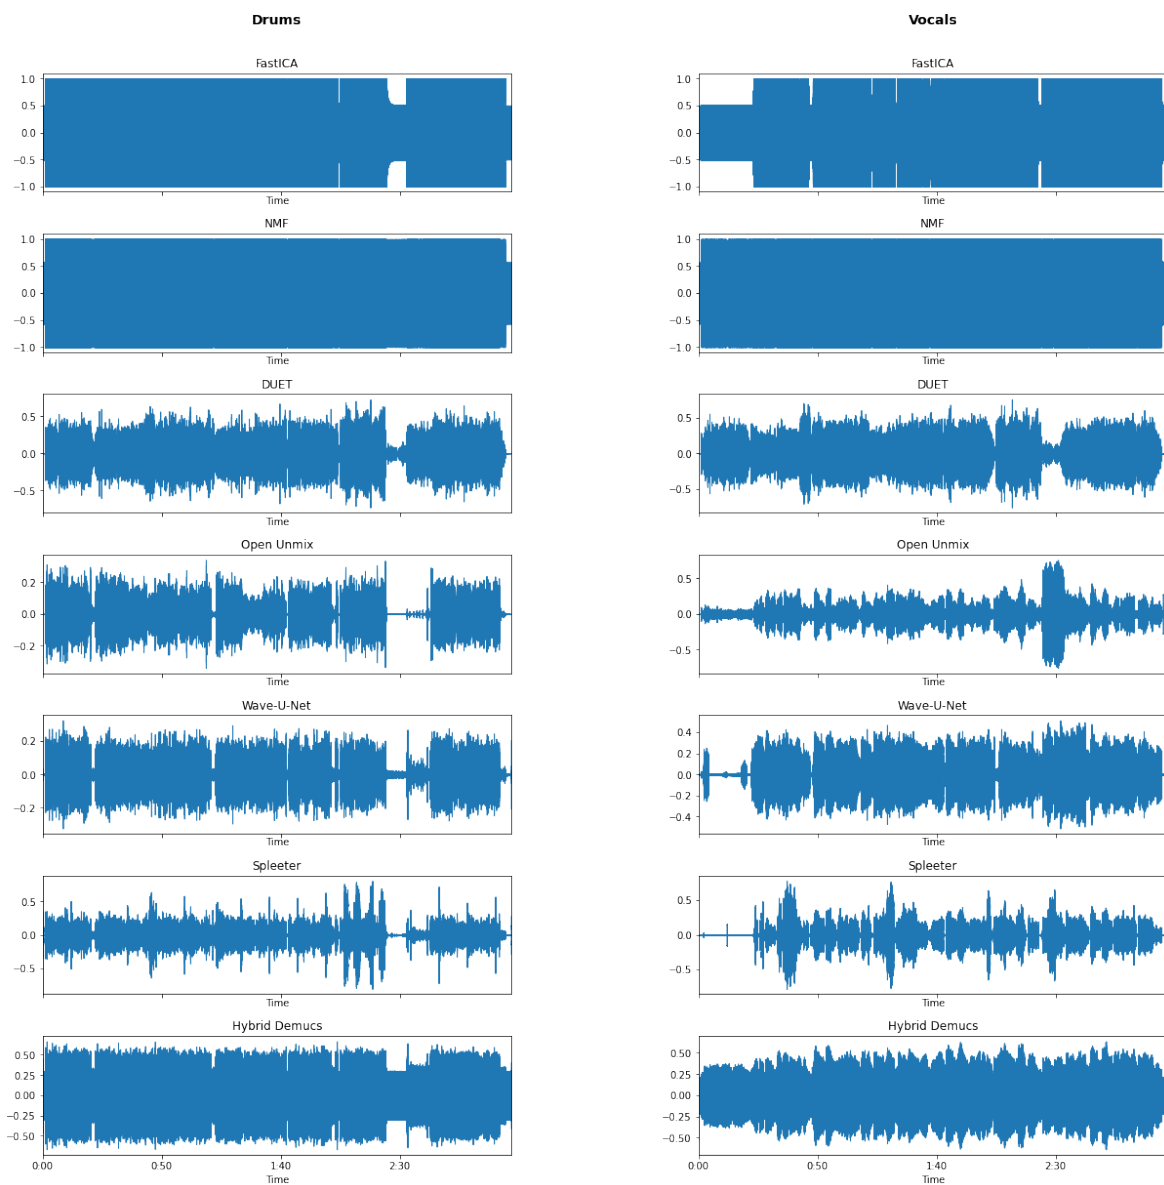 Drums
Vocals
FastICA
1.0
0.5
0.0
−0.5
−1.0
Time
FastICA
1.0
0.5
0.0
−0.5
−1.0
Time
NMF
1.0
0.5
0.0
−0.5
−1.0
Time
NMF
1.0
0.5
0.0
−0.5
−1.0
Time
DUET
0.5
0.0
−0.5
Time
DUET
0.5
0.0
−0.5
Time
Open Unmix
0.2
0.0
−0.2
Time
Open Unmix
0.5
0.0
−0.5
Time
Wave-U-Net
0.2
0.0
−0.2
Time
Wave-U-Net
0.4
0.2
0.0
−0.2
−0.4
Time
Spleeter
0.5
0.0
−0.5
Time
Spleeter
0.5
0.0
−0.5
Time
Hybrid Demucs
0.50
0.25
0.00
−0.25
−0.50
0:00 0:50 1:40 2:30
Time
Hybrid Demucs
0.50
0.25
0.00
−0.25
−0.50
0:00 0:50 1:40 2:30
Time